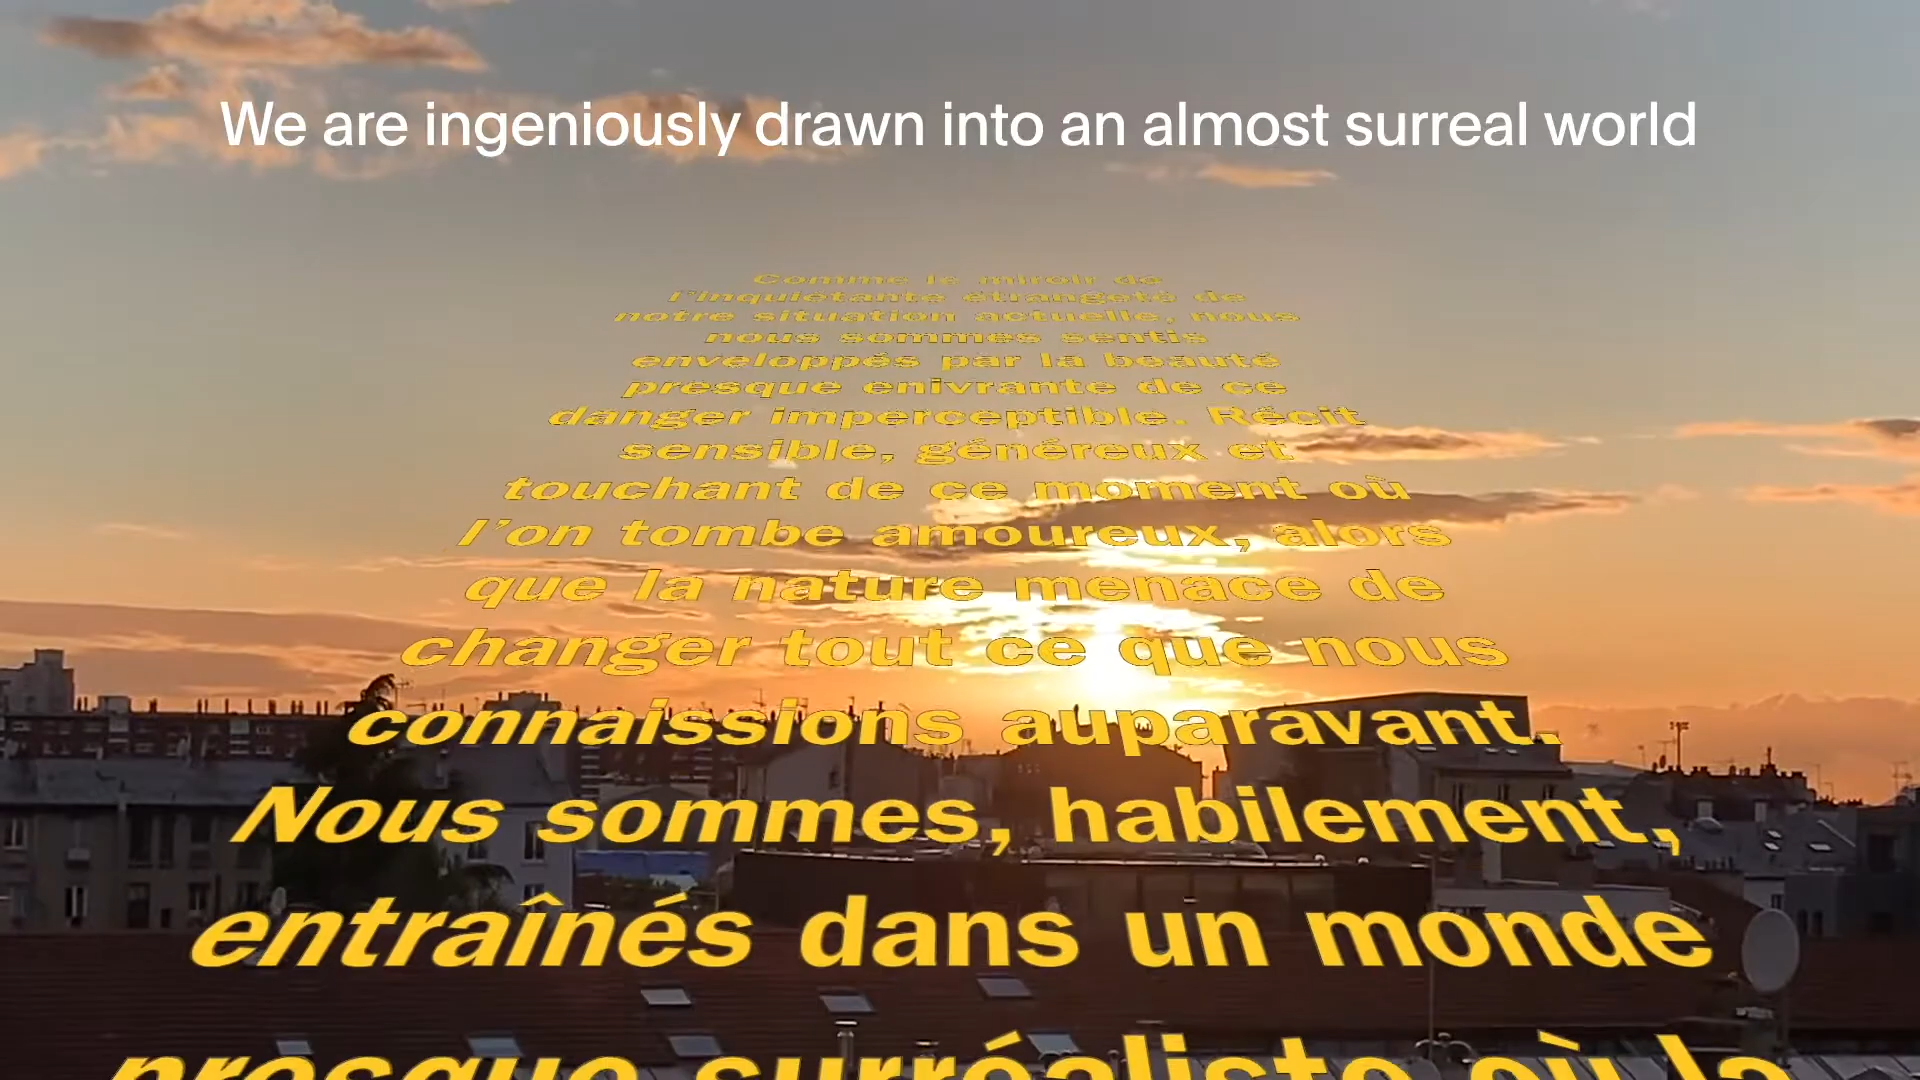 We are ingeniously drawn into an almost surreal world
Comme le miroir de
l'inquiétante étrangeté de
notre situation actuelle, nous
nous sommes sentis
enveloppés par la beauté
presque enivrante de ce
danger imperceptible. Récit
sensible, généreux et
touchant de ce moment où
l’on tombe amoureux, alors
que la nature menace de
changer tout ce que nous
connaissions auparavant.
Nous sommes, habilement,
entraînés dans un monde
presque surréaliste où la